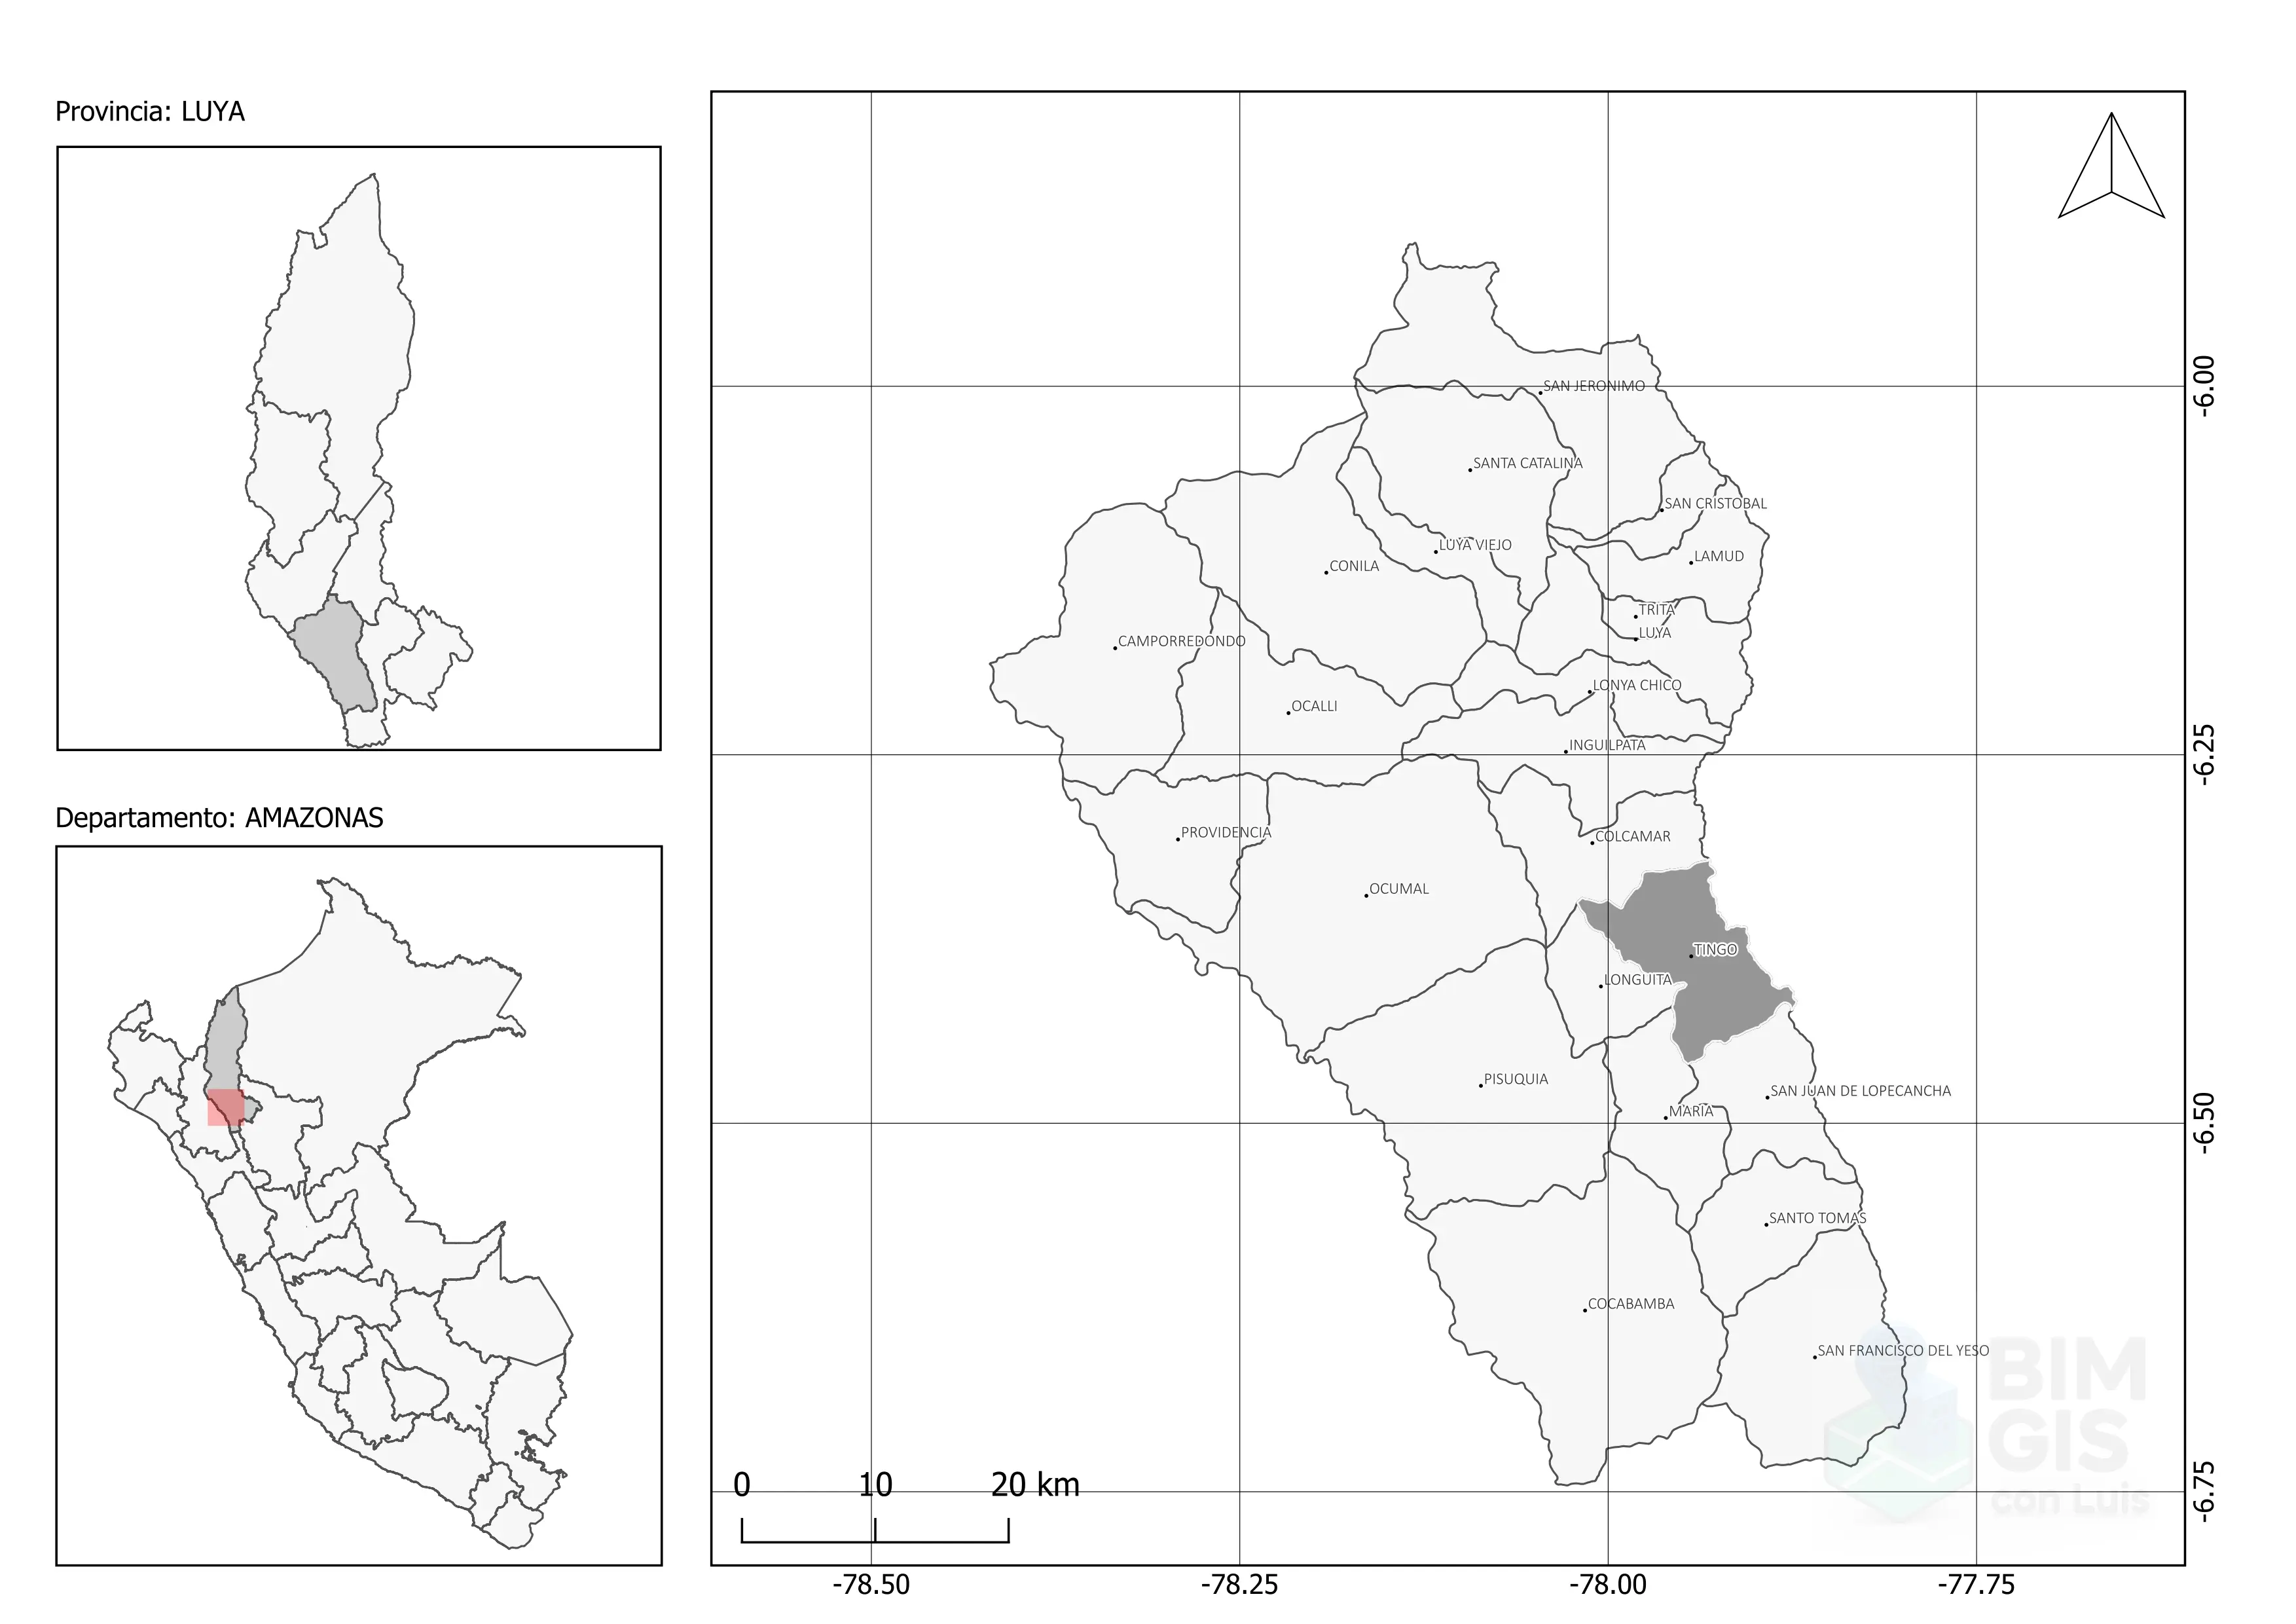 Provincia: LUYA
Departamento: AMAZONAS
SAN JERONIMO
SANTA CATALINA
SAN CRISTOBAL
LUYA VIEJO
LAMUD
CONILA
TRITA
LUYA
CAMPORREDONDO
LONYA CHICO
OCALLI
INGUILPATA
PROVIDENCIA
COLCAMAR
OCUMAL
TINGO
LONGUITA
PISUQUIA
SAN JUAN DE LOPECANCHA
MARIA
SANTO TOMAS
COCABAMBA
SAN FRANCISCO DEL YESO
BIM
GIS
con Luis
0 10 20 km
-6.00
-6.25
-6.50
-6.75
-78.50 -78.25 -78.00 -77.75